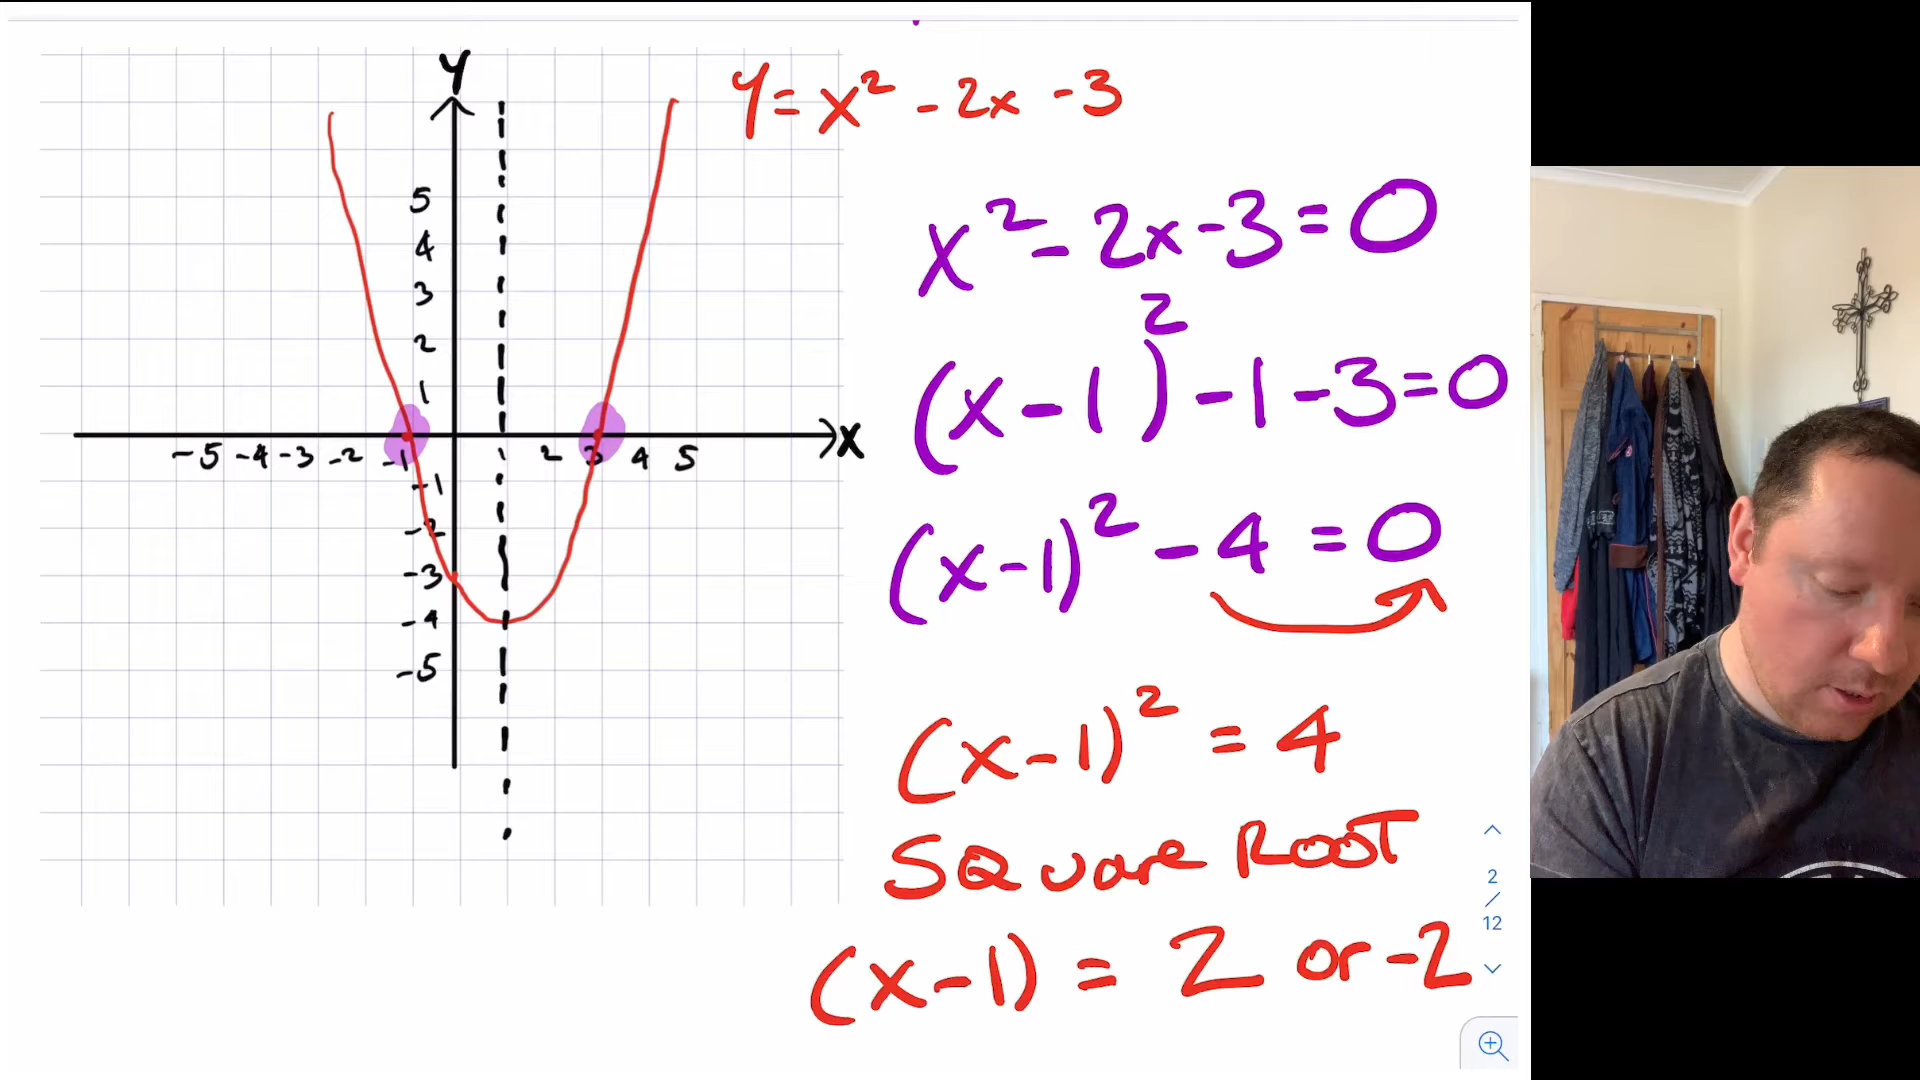 Y
y = x² - 2x - 3
5
4
3
2
1
-5 -4 -3 -2 -1 2 3 4 5 X
-1
-2
-3
-4
-5
x² - 2x - 3 = 0
(x - 1)² - 1 - 3 = 0
(x-1)² - 4 = 0
(x-1)² = 4
SQuare RooT
(x-1) = 2 or -2
2
/
12